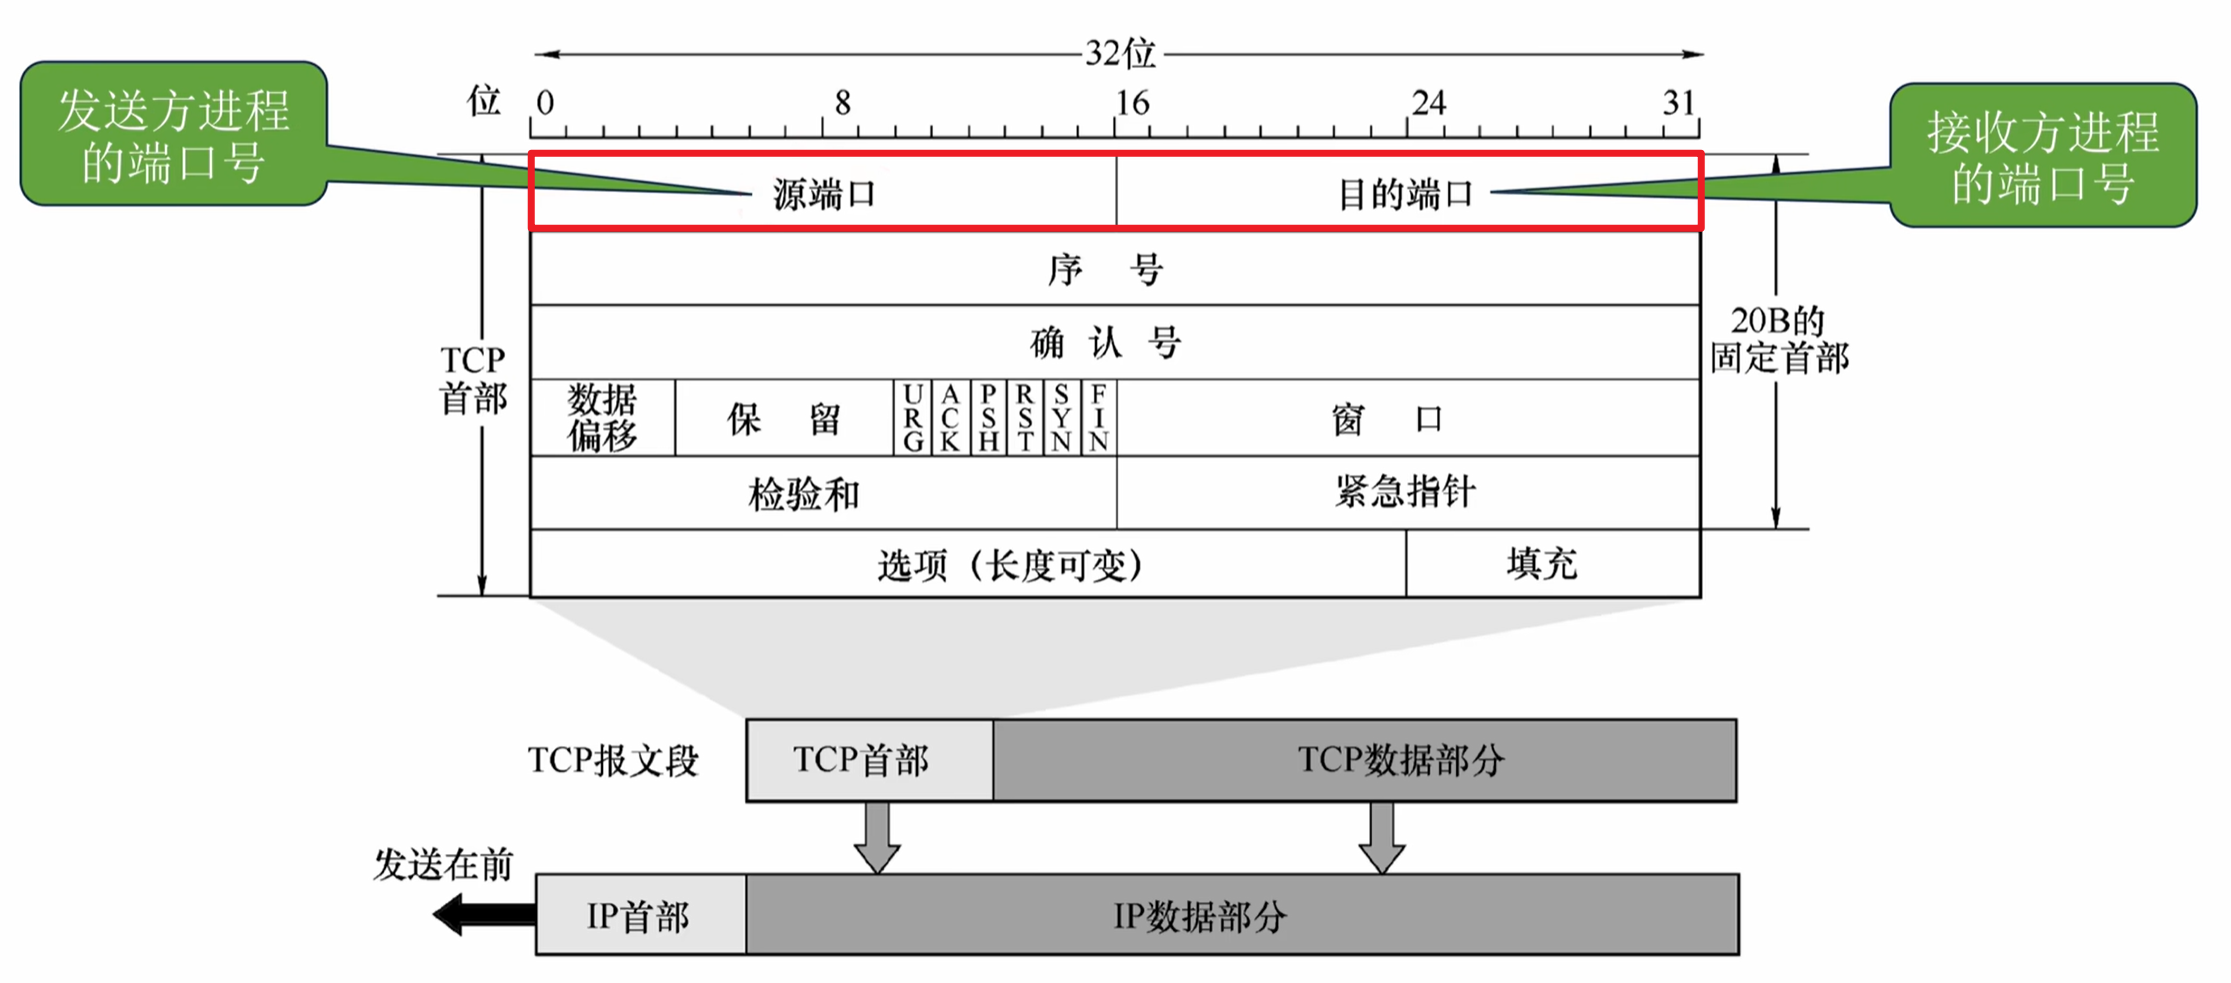 32位
位 0 8 16 24 31
发送方进程
的端口号
接收方进程
的端口号
源端口 目的端口
序 号
确 认 号
TCP
首部
20B的
固定首部
数据
偏移
保 留
URG ACK PSH RST SYN FIN
窗 口
检验和 紧急指针
选项（长度可变） 填充
TCP报文段 TCP首部 TCP数据部分
发送在前
IP首部 IP数据部分